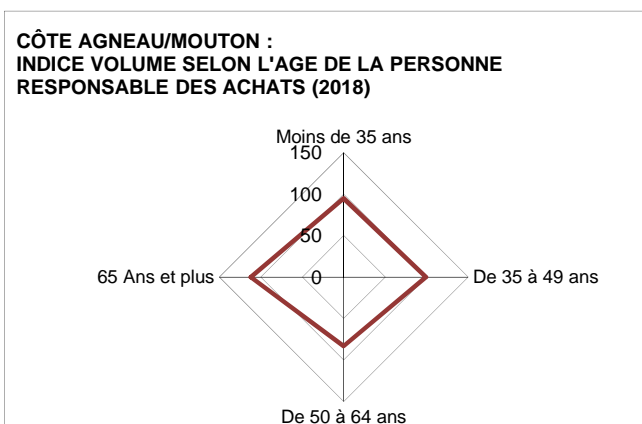 CÔTE AGNEAU/MOUTON :
INDICE VOLUME SELON L'AGE DE LA PERSONNE
RESPONSABLE DES ACHATS (2018)
Moins de 35 ans
150
100
50
0
65 Ans et plus
De 35 à 49 ans
De 50 à 64 ans